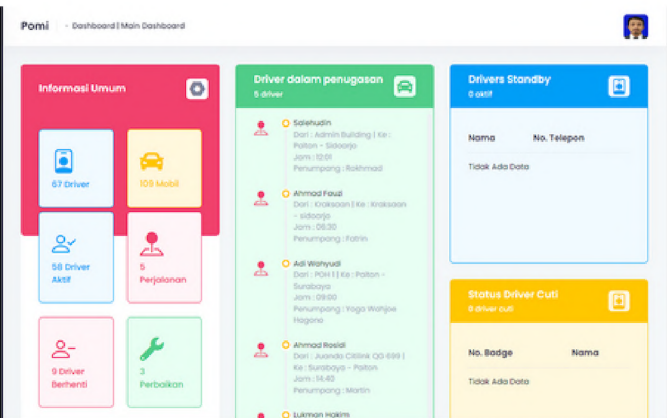 Pomi
- Dashboard | Main Dashboard
Informasi Umum
67 Driver
109 Mobil
58 Driver
Aktif
5
Perjalanan
9 Driver
Berhenti
3
Perbaikan
Driver dalam penugasan
5 driver
Salehudin
Dari : Admin Building | Ke :
Paiton - Sidoarjo
Jam : 12:01
Penumpang : Rokhmad
Ahmad Fauzi
Dari : Kraksaan | Ke : Kraksaan
- sidoarjo
Jam : 05:30
Penumpang : Fatrin
Adi Wahyudi
Dari : POH 1 | Ke : Paiton -
Surabaya
Jam : 09:00
Penumpang : Yoga Wahjoe
Hagono
Ahmad Rosidi
Dari : Juanda Citilink QG 699 |
Ke : Surabaya - Paiton
Jam : 14:40
Penumpang : Martin
Lukman Hakim
Drivers Standby
0 aktif
Nama No. Telepon
Tidak Ada Data
Status Driver Cuti
0 driver cuti
No. Badge Nama
Tidak Ada Data